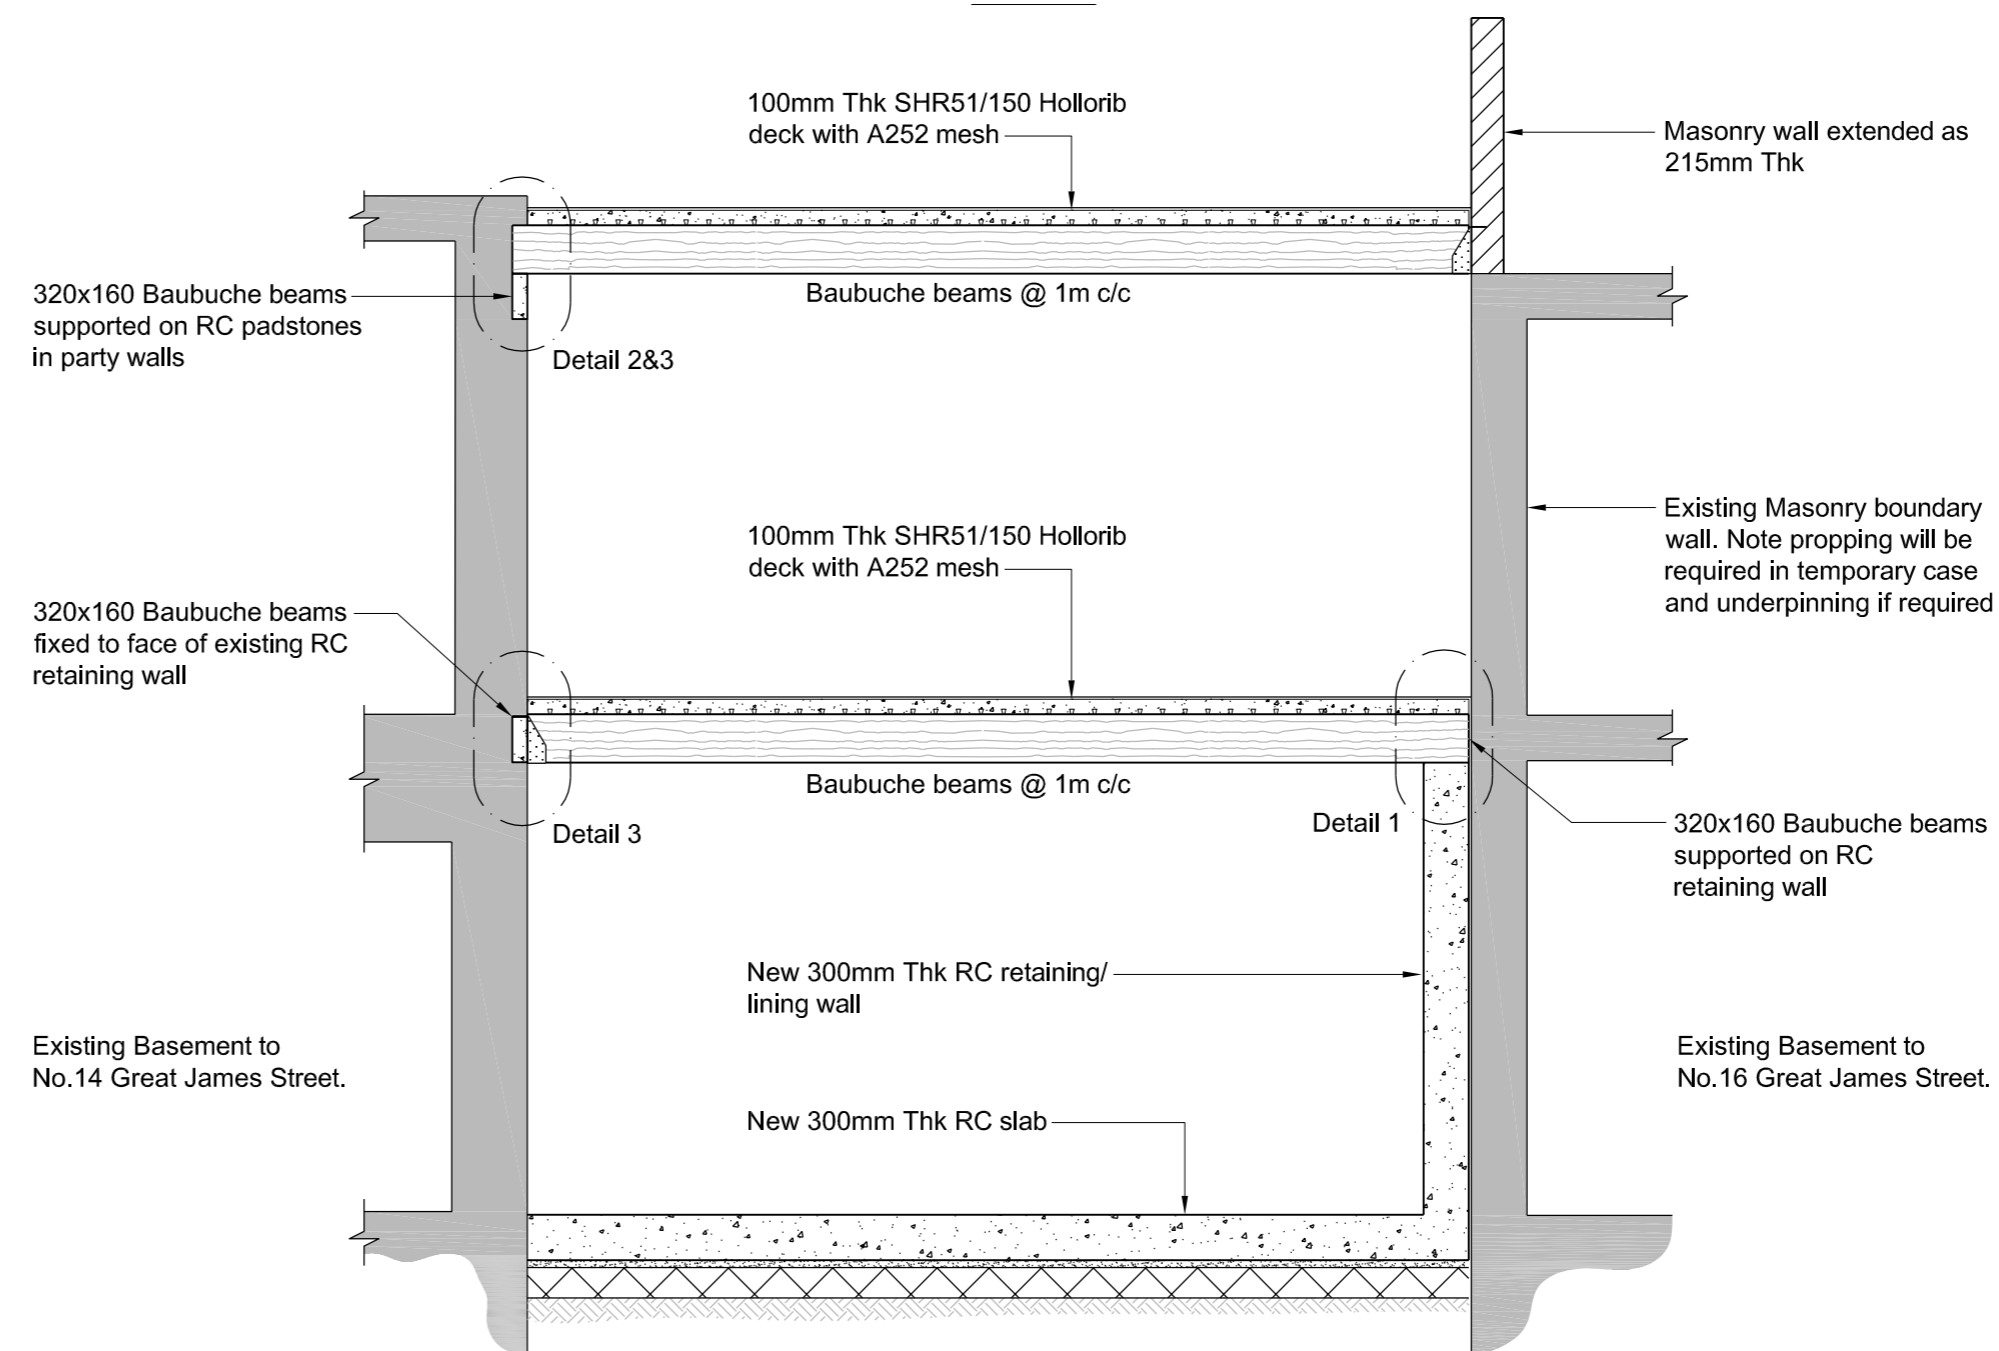 100mm Thk SHR51/150 Hollorib
deck with A252 mesh
Masonry wall extended as
215mm Thk
320x160 Baubuche beams
supported on RC padstones
in party walls
Baubuche beams @ 1m c/c
Detail 2&3
100mm Thk SHR51/150 Hollorib
deck with A252 mesh
Existing Masonry boundary
wall. Note propping will be
required in temporary case
and underpinning if required
320x160 Baubuche beams
fixed to face of existing RC
retaining wall
Baubuche beams @ 1m c/c
Detail 3
Detail 1
320x160 Baubuche beams
supported on RC
retaining wall
New 300mm Thk RC retaining/
lining wall
Existing Basement to
No.14 Great James Street.
Existing Basement to
No.16 Great James Street.
New 300mm Thk RC slab